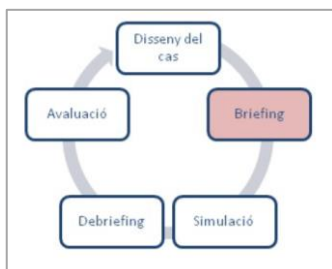 Disseny del
cas
Briefing
Simulació
Debriefing
Avaluació